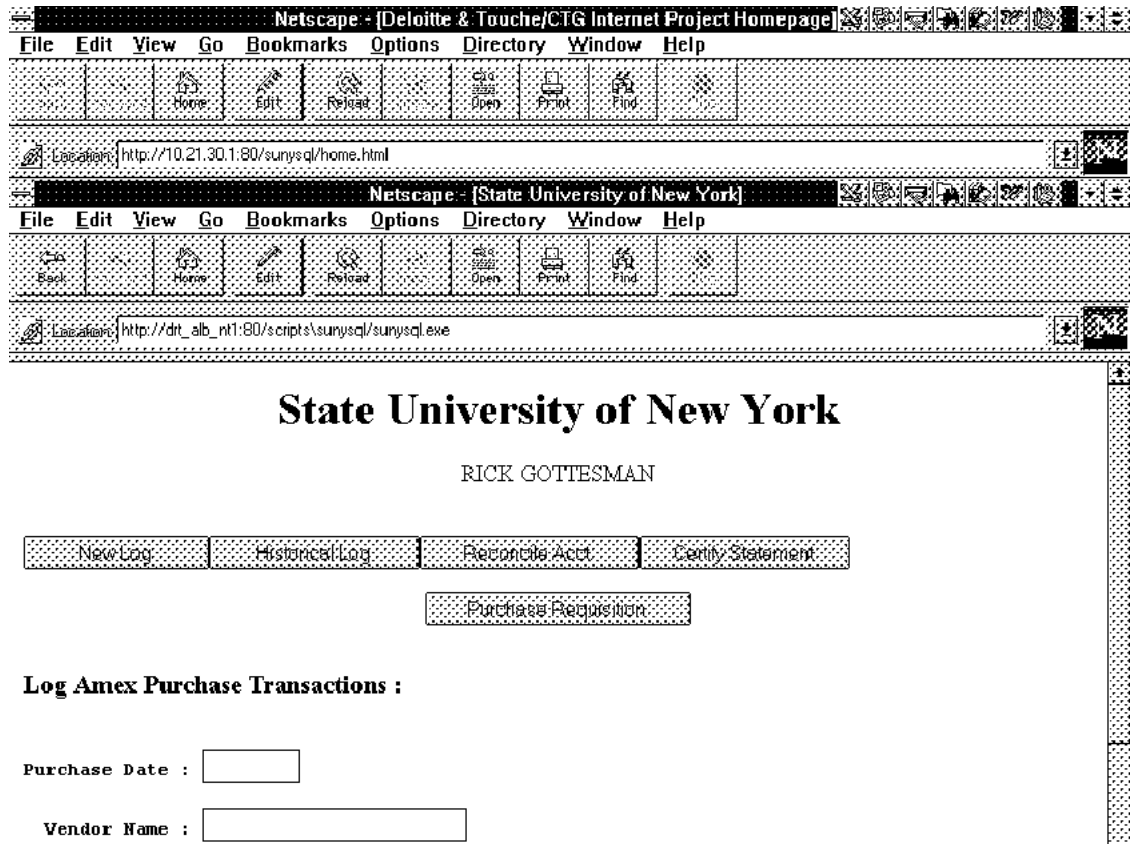 Netscape - [Deloitte & Touche/CTG Internet Project Homepage]
File Edit View Go Bookmarks Options Directory Window Help
Home Edit Reload Open Print Find
Location: http://10.21.30.1:80/sunysql/home.html
Netscape - [State University of New York]
File Edit View Go Bookmarks Options Directory Window Help
Back Home Edit Reload Open Print Find
Location: http://drt_alb_nt1:80/scripts\sunysql/sunysql.exe
State University of New York
RICK GOTTESMAN
New Log Historical Log Reconcile Acct. Certify Statement
Purchase Requisition
Log Amex Purchase Transactions :
Purchase Date :
Vendor Name :